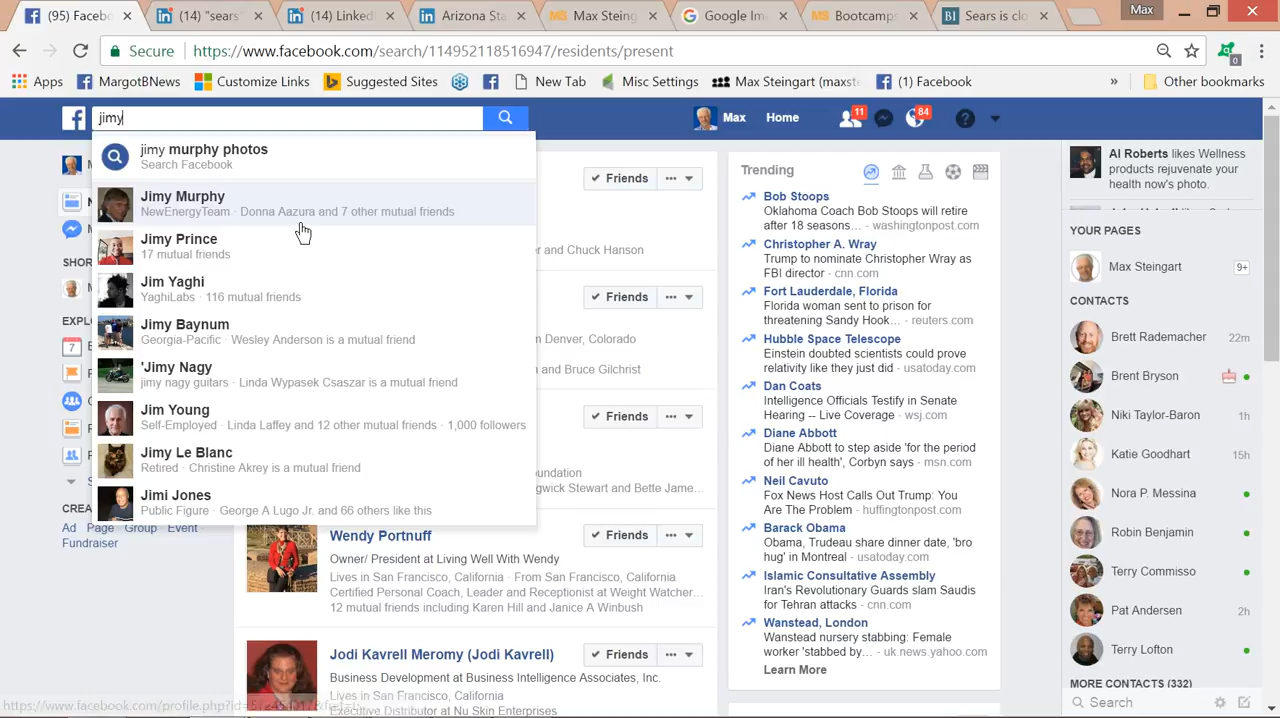 (95) Facebo
(14) "sears"
(14) LinkedI
Arizona Sta
Max Steing
Google Ima
Bootcamps
Sears is clo
Max
Secure
https://www.facebook.com/search/114952118516947/residents/present
Apps
MargotBNews
Customize Links
Suggested Sites
New Tab
Misc Settings
Max Steingart (maxste
(1) Facebook
»
Other bookmarks
jimy
Max
Home
11
84
jimy murphy photos
Search Facebook
Jimy Murphy
NewEnergyTeam · Donna Aazura and 7 other mutual friends
Jimy Prince
17 mutual friends
Jim Yaghi
YaghiLabs · 116 mutual friends
Jimy Baynum
Georgia-Pacific · Wesley Anderson is a mutual friend
'Jimy Nagy
jimy nagy guitars · Linda Wypasek Csaszar is a mutual friend
Jim Young
Self-Employed · Linda Laffey and 12 other mutual friends · 1,000 followers
Jimy Le Blanc
Retired · Christine Akrey is a mutual friend
Jimi Jones
Public Figure · George A Lugo Jr. and 66 others like this
SHOR
EXPL
7
CREA
Ad Page Group Event
Fundraiser
Friends
and Chuck Hanson
Friends
Denver, Colorado
and Bruce Gilchrist
Friends
oundation
gwick Stewart and Bette Jame...
Wendy Portnuff
Friends
Owner/ President at Living Well With Wendy
Lives in San Francisco, California · From San Francisco, California
Certified Personal Coach, Leader and Receptionist at Weight Watcher...
12 mutual friends including Karen Hill and Janice A Winbush
Jodi Kavrell Meromy (Jodi Kavrell)
Friends
Business Development at Business Intelligence Associates, Inc.
Lives in San Francisco, California
Executive Distributor at Nu Skin Enterprises
Trending
Bob Stoops
Oklahoma Coach Bob Stoops will retire
after 18 seasons… - washingtonpost.com
Christopher A. Wray
Trump to nominate Christopher Wray as
FBI director - cnn.com
Fort Lauderdale, Florida
Florida woman sent to prison for
threatening Sandy Hook... - reuters.com
Hubble Space Telescope
Einstein doubted scientists could prove
relativity like they just did - usatoday.com
Dan Coats
Intelligence Officials Testify in Senate
Hearing -- Live Coverage - wsj.com
Diane Abbott
Diane Abbott to step aside 'for the period
of her ill health', Corbyn says - msn.com
Neil Cavuto
Fox News Host Calls Out Trump: You
Are The Problem - huffingtonpost.com
Barack Obama
Obama, Trudeau share dinner date, 'bro
hug' in Montreal - usatoday.com
Islamic Consultative Assembly
Iran's Revolutionary Guards slam Saudis
for Tehran attacks - cnn.com
Wanstead, London
Wanstead nursery stabbing: Female
worker 'stabbed by… - uk.news.yahoo.com
Learn More
Al Roberts likes Wellness
products rejuvenate your
health now's photo.
YOUR PAGES
Max Steingart
9+
CONTACTS
Brett Rademacher 22m
Brent Bryson
Niki Taylor-Baron 1h
Katie Goodhart 15h
Nora P. Messina
Robin Benjamin
Terry Commisso
Pat Andersen 2h
Terry Lofton
MORE CONTACTS (332)
Search